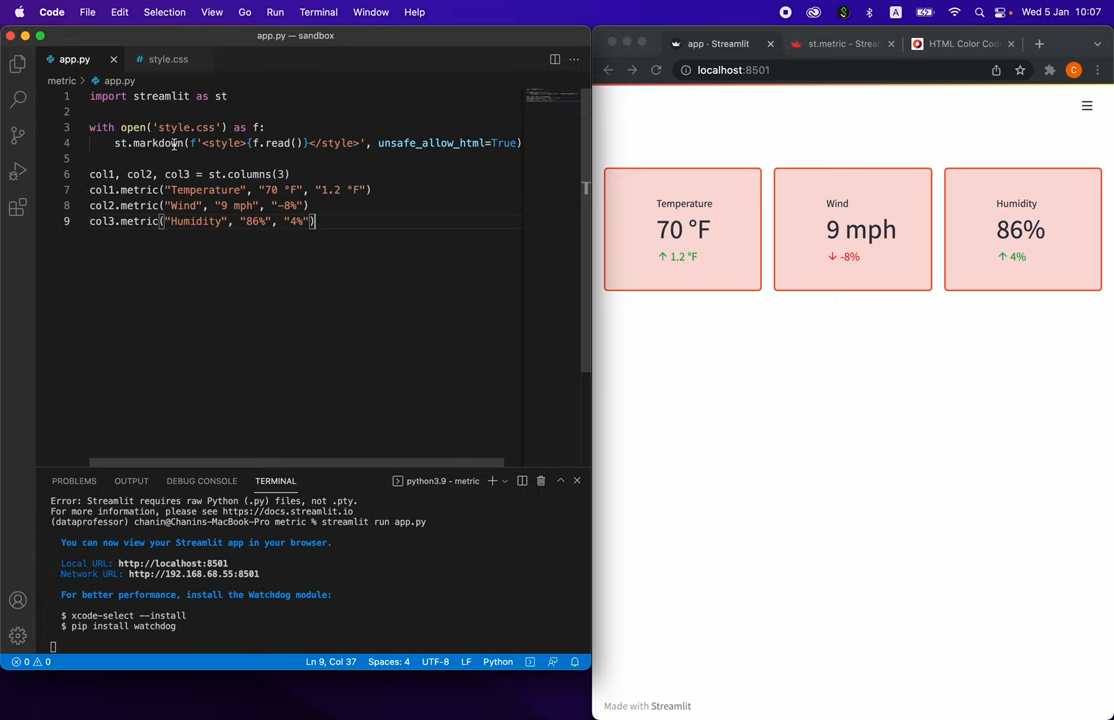 Code File Edit Selection View Go Run Terminal Window Help
A
Wed 5 Jan 10:07
app.py — sandbox
app.py
style.css
metric > app.py
1 import streamlit as st
2
3 with open('style.css') as f:
4 st.markdown(f'<style>{f.read()}</style>', unsafe_allow_html=True)
5
6 col1, col2, col3 = st.columns(3)
7 col1.metric("Temperature", "70 °F", "1.2 °F")
8 col2.metric("Wind", "9 mph", "-8%")
9 col3.metric("Humidity", "86%", "4%")
PROBLEMS OUTPUT DEBUG CONSOLE TERMINAL
python3.9 - metric
Error: Streamlit requires raw Python (.py) files, not .pty.
For more information, please see https://docs.streamlit.io
(dataprofessor) chanin@Chanins-MacBook-Pro metric % streamlit run app.py
You can now view your Streamlit app in your browser.
Local URL: http://localhost:8501
Network URL: http://192.168.68.55:8501
For better performance, install the Watchdog module:
$ xcode-select --install
$ pip install watchdog
0 0
Ln 9, Col 37 Spaces: 4 UTF-8 LF Python
app · Streamlit
st.metric - Strea
HTML Color Cod
localhost:8501
C
Temperature
70 °F
↑ 1.2 °F
Wind
9 mph
↓ -8%
Humidity
86%
↑ 4%
T
Made with Streamlit